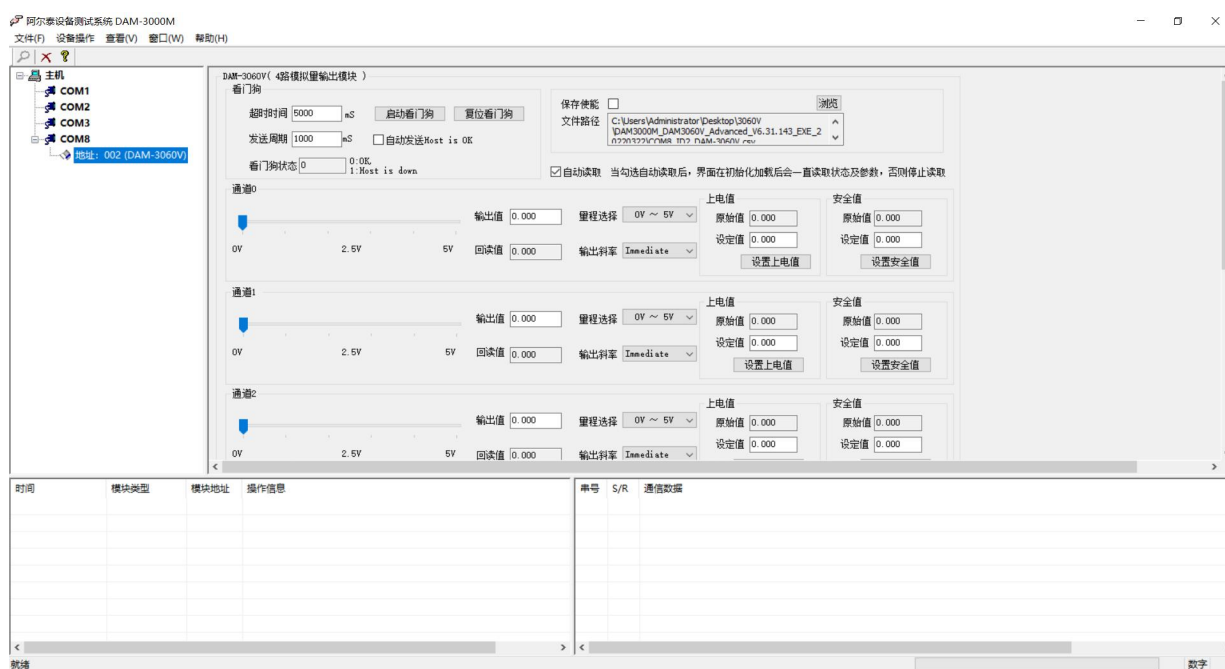 阿尔泰设备测试系统 DAM-3000M
文件(F) 设备操作 查看(V) 窗口(W) 帮助(H)
主机
COM1
COM2
COM3
COM8
地址：002 (DAM-3060V)
DAM-3060V( 4路模拟量输出模块 )
看门狗
超时时间 5000 mS 启动看门狗 复位看门狗
发送周期 1000 mS 自动发送Host is OK
看门狗状态 0 0:OK,
1:Host is down
保存使能 浏览
文件路径 C:\Users\Administrator\Desktop\3060V
\DAM3000M_DAM3060V_Advanced_V6.31.143_EXE_2
0220322\COM8_ID2_DAM-3060V.csv
自动读取 当勾选自动读取后，界面在初始化加载后会一直读取状态及参数，否则停止读取
通道0
0V 2.5V 5V
输出值 0.000 量程选择 0V ～ 5V
回读值 0.000 输出斜率 Immediate
上电值
原始值 0.000
设定值 0.000
设置上电值
安全值
原始值 0.000
设定值 0.000
设置安全值
通道1
0V 2.5V 5V
输出值 0.000 量程选择 0V ～ 5V
回读值 0.000 输出斜率 Immediate
上电值
原始值 0.000
设定值 0.000
设置上电值
安全值
原始值 0.000
设定值 0.000
设置安全值
通道2
0V 2.5V 5V
输出值 0.000 量程选择 0V ～ 5V
回读值 0.000 输出斜率 Immediate
上电值
原始值 0.000
设定值 0.000
安全值
原始值 0.000
设定值 0.000
时间 模块类型 模块地址 操作信息
串号 S/R 通信数据
就绪
数字